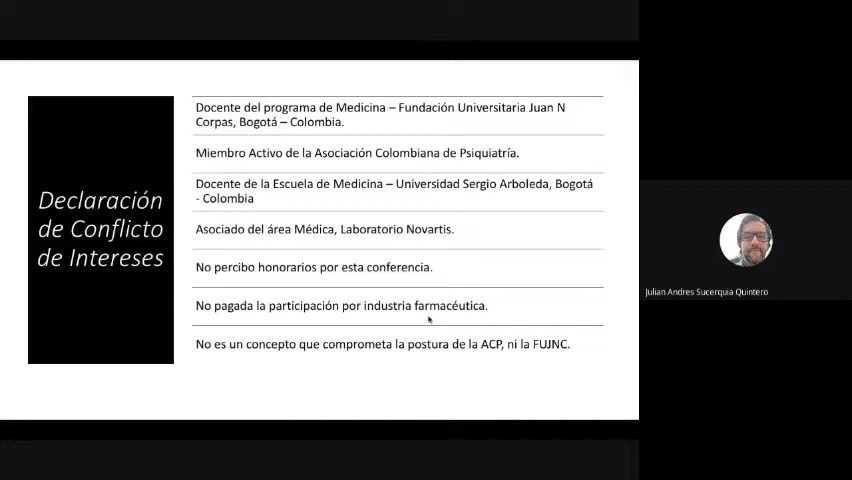 Declaración
de Conflicto
de Intereses
Docente del programa de Medicina – Fundación Universitaria Juan N
Corpas, Bogotá – Colombia.
Miembro Activo de la Asociación Colombiana de Psiquiatría.
Docente de la Escuela de Medicina – Universidad Sergio Arboleda, Bogotá
- Colombia
Asociado del área Médica, Laboratorio Novartis.
No percibo honorarios por esta conferencia.
No pagada la participación por industria farmacéutica.
No es un concepto que comprometa la postura de la ACP, ni la FUJNC.
Julian Andres Sucerquia Quintero